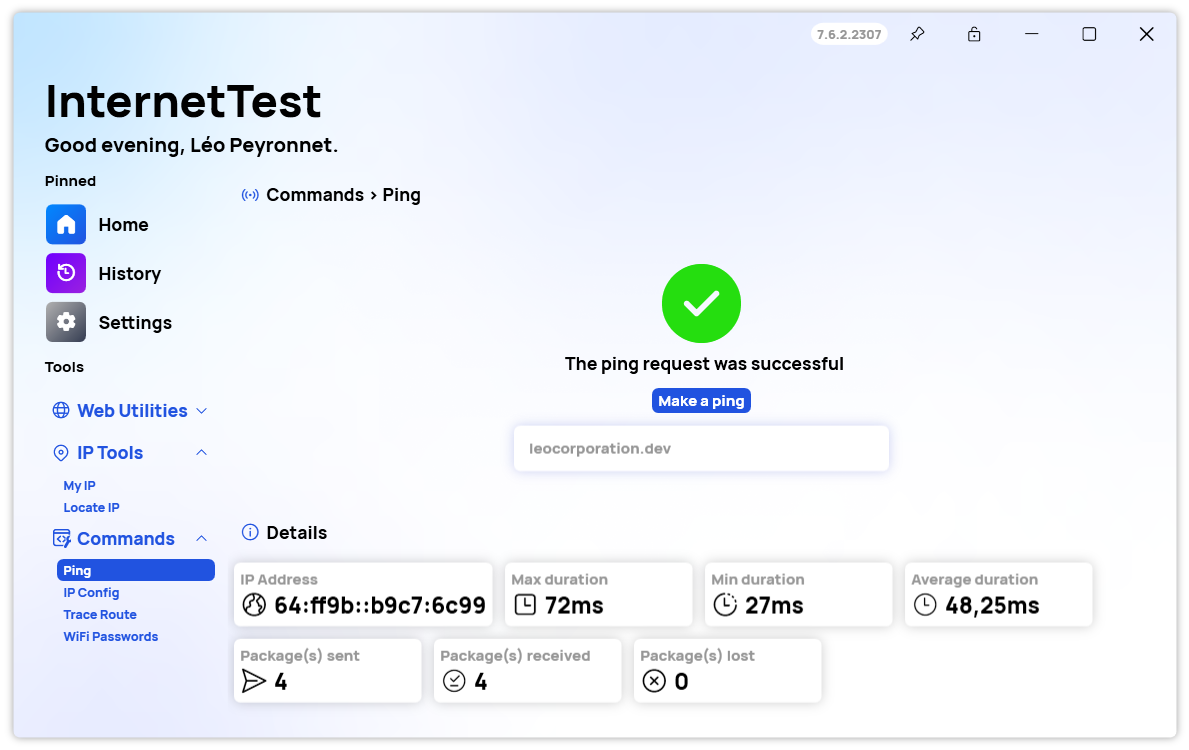 7.6.2.2307
InternetTest
Good evening, Léo Peyronnet.
Pinned
Home
History
Settings
Tools
Web Utilities
IP Tools
My IP
Locate IP
Commands
Ping
IP Config
Trace Route
WiFi Passwords
Commands > Ping
The ping request was successful
Make a ping
leocorporation.dev
Details
IP Address
64:ff9b::b9c7:6c99
Max duration
72ms
Min duration
27ms
Average duration
48,25ms
Package(s) sent
4
Package(s) received
4
Package(s) lost
0